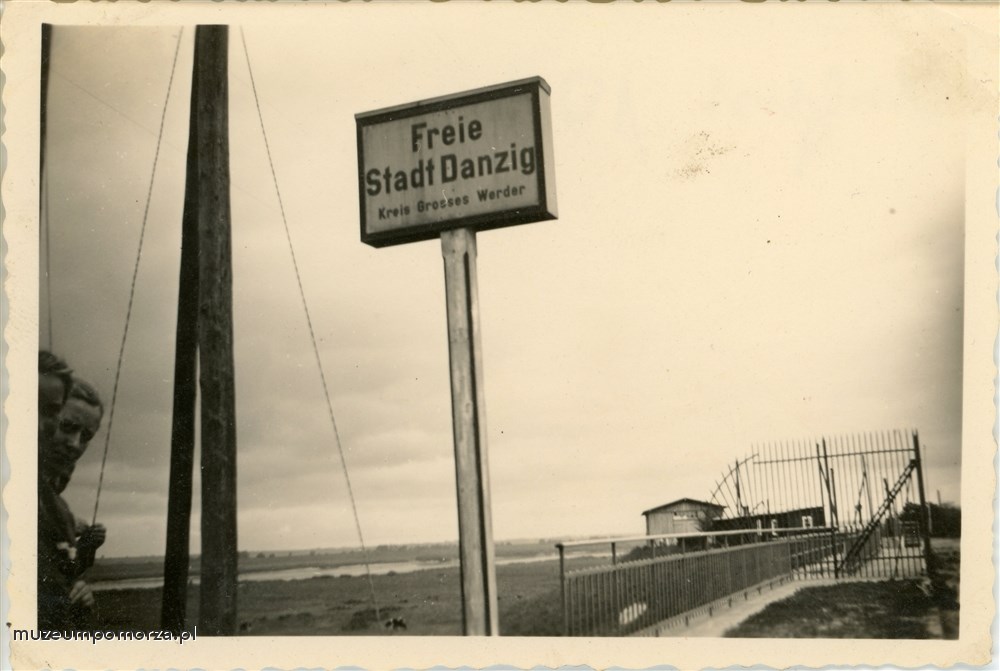 Freie
Stadt Danzig
Kreis Grosses Werder
muzeumpomorza.pl